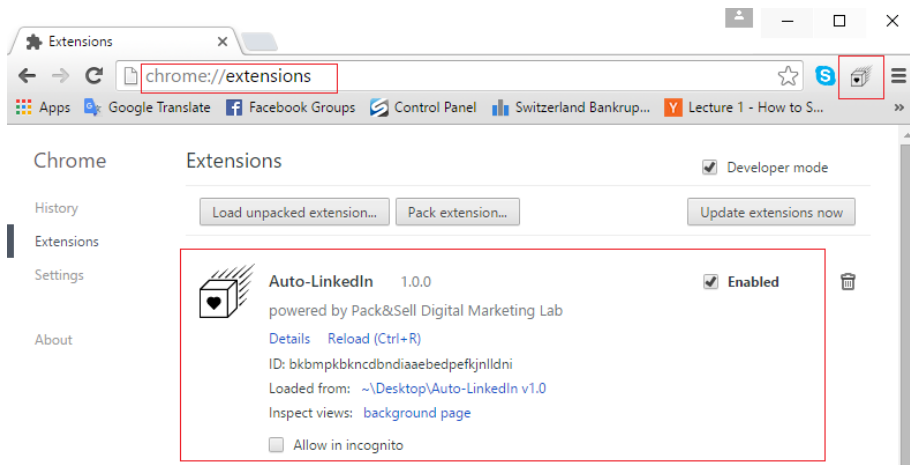 Extensions
chrome://extensions
Apps Google Translate Facebook Groups Control Panel Switzerland Bankrup... Y Lecture 1 - How to S... »
Chrome
Extensions
Developer mode
History
Load unpacked extension... Pack extension... Update extensions now
Extensions
Settings
Auto-LinkedIn 1.0.0 Enabled
powered by Pack&Sell Digital Marketing Lab
Details Reload (Ctrl+R)
About
ID: bkbmpkbkncdbndiaaebedpefkjnlldni
Loaded from: ~\Desktop\Auto-LinkedIn v1.0
Inspect views: background page
Allow in incognito